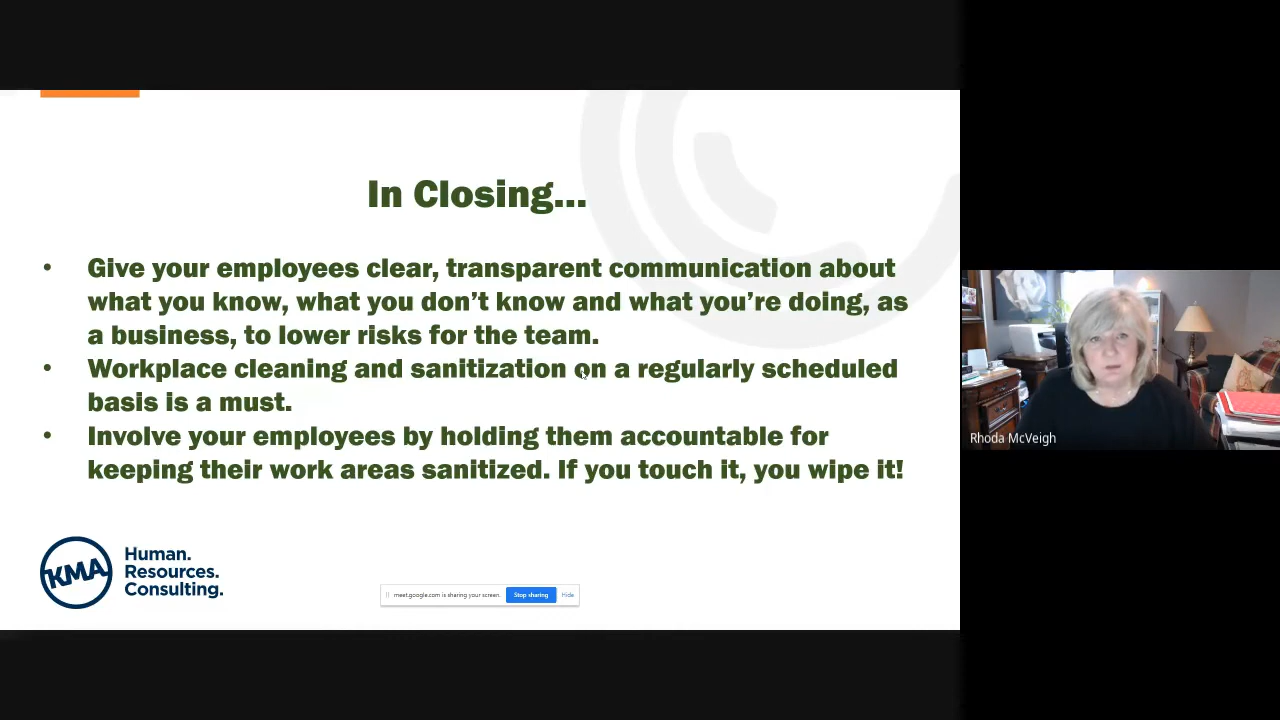 In Closing...
• Give your employees clear, transparent communication about
what you know, what you don’t know and what you’re doing, as
a business, to lower risks for the team.
• Workplace cleaning and sanitization on a regularly scheduled
basis is a must.
• Involve your employees by holding them accountable for
keeping their work areas sanitized. If you touch it, you wipe it!
KMA
Human.
Resources.
Consulting.
meet.google.com is sharing your screen.
Stop sharing
Hide
Rhoda McVeigh